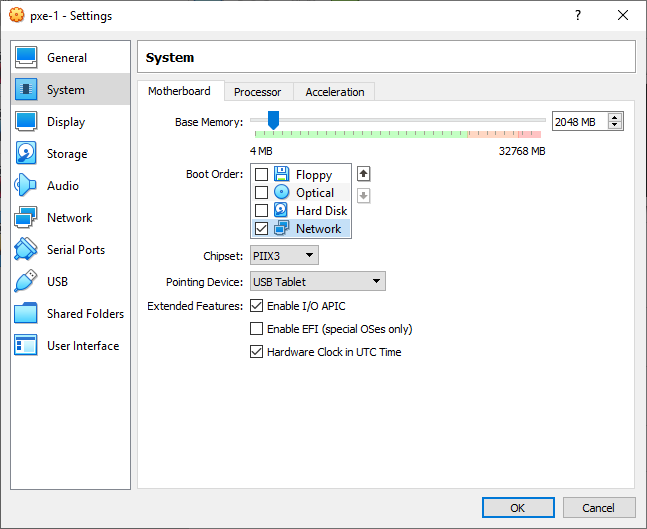 pxe-1 - Settings
General
System
Display
Storage
Audio
Network
Serial Ports
USB
Shared Folders
User Interface
System
Motherboard Processor Acceleration
Base Memory: 2048 MB
4 MB 32768 MB
Boot Order: Floppy
Optical
Hard Disk
Network
Chipset: PIIX3
Pointing Device: USB Tablet
Extended Features: Enable I/O APIC
Enable EFI (special OSes only)
Hardware Clock in UTC Time
OK Cancel